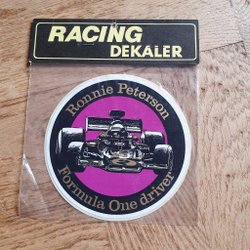 RACING
DEKALER
Ronnie Peterson
Formula One driver